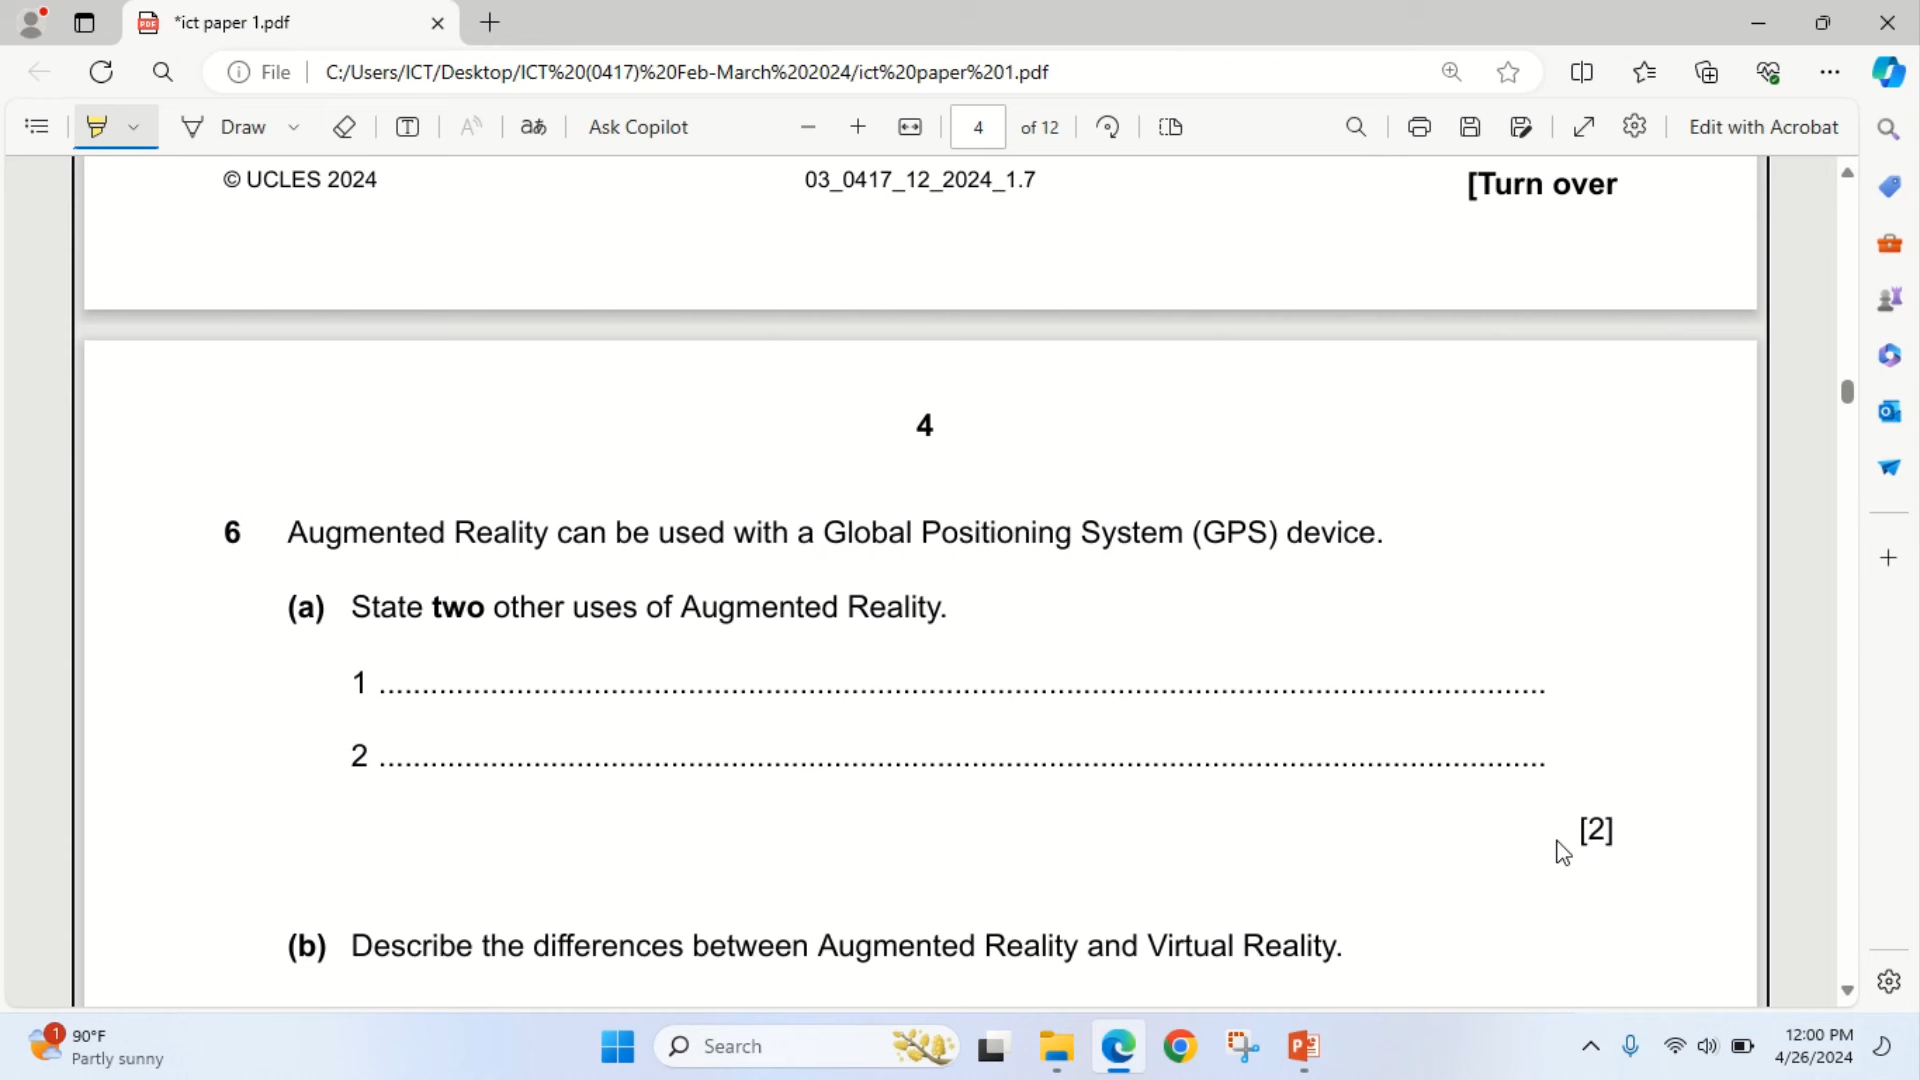 *ict paper 1.pdf
File
C:/Users/ICT/Desktop/ICT%20(0417)%20Feb-March%202024/ict%20paper%201.pdf
Draw
Ask Copilot
4 of 12
Edit with Acrobat
© UCLES 2024 03_0417_12_2024_1.7 [Turn over
4
6 Augmented Reality can be used with a Global Positioning System (GPS) device.
(a) State two other uses of Augmented Reality.
1 ....................................................................................................................................
2 ....................................................................................................................................
[2]
(b) Describe the differences between Augmented Reality and Virtual Reality.
1
90°F
Partly sunny
Search
12:00 PM
4/26/2024